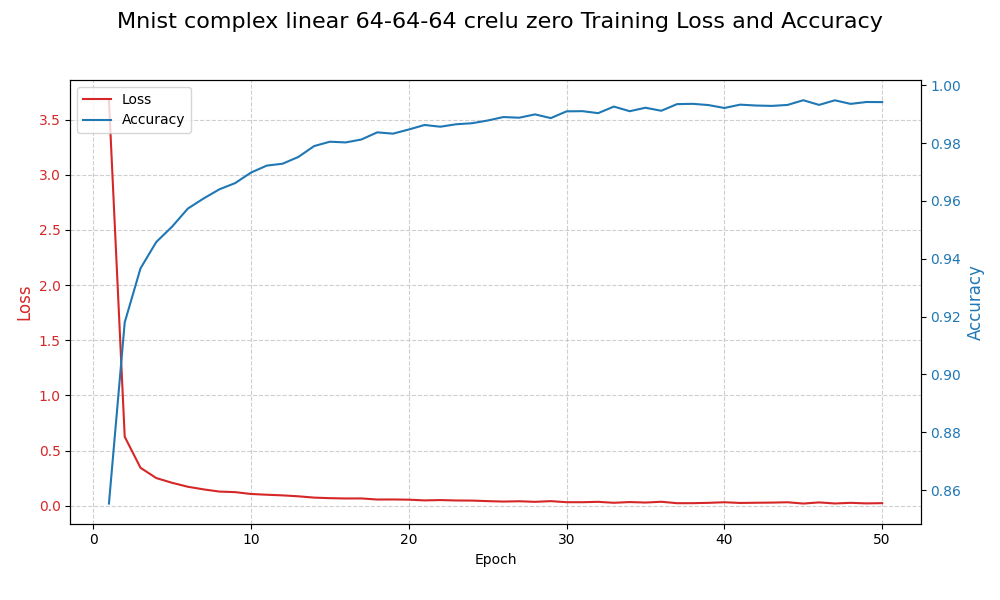 Mnist complex linear 64-64-64 crelu zero Training Loss and Accuracy
Loss
Accuracy
3.5
3.0
2.5
2.0
1.5
1.0
0.5
0.0
Loss
1.00
0.98
0.96
0.94
0.92
0.90
0.88
0.86
Accuracy
0 10 20 30 40 50
Epoch